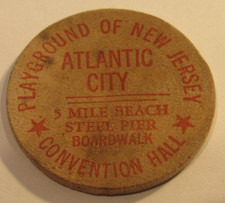 PLAYGROUND OF NEW JERSEY
ATLANTIC
CITY
5 MILE BEACH
STEEL PIER
BOARDWALK
CONVENTION HALL